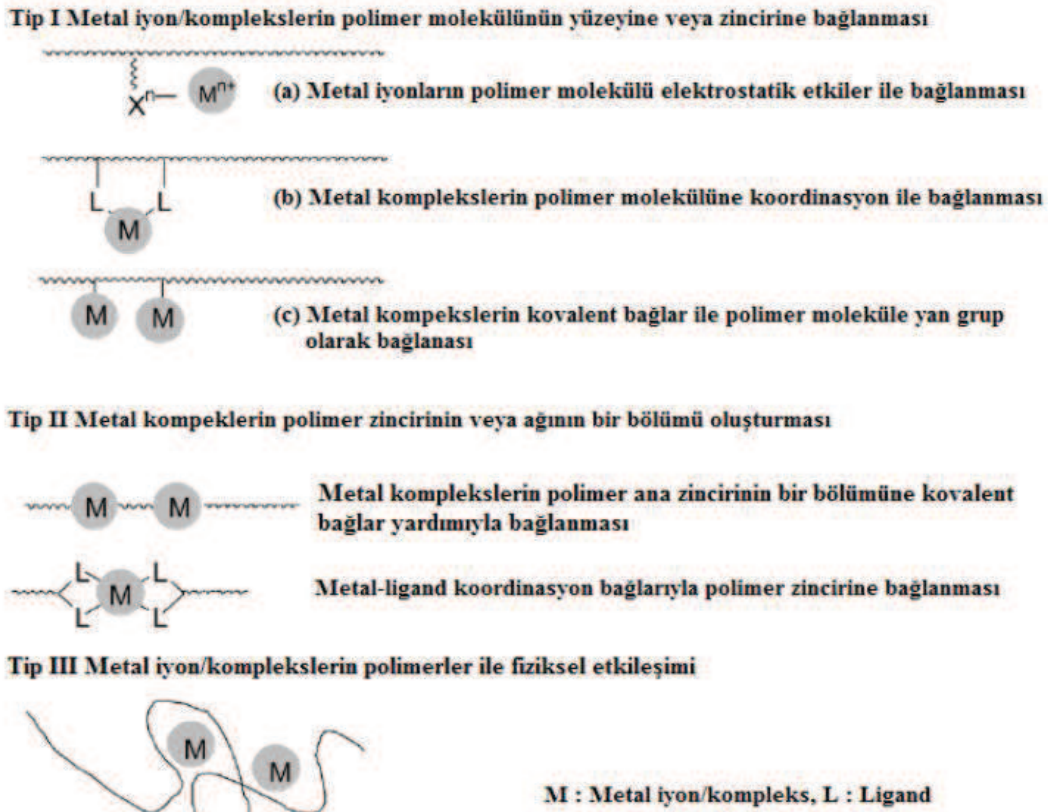 Tip I Metal iyon/komplekslerin polimer molekülünün yüzeyine veya zincirine bağlanması
Xⁿ— Mⁿ⁺ (a) Metal iyonların polimer molekülü elektrostatik etkiler ile bağlanması
L L
M
(b) Metal komplekslerin polimer molekülüne koordinasyon ile bağlanması
M M
(c) Metal kompekslerin kovalent bağlar ile polimer moleküle yan grup
olarak bağlanası
Tip II Metal kompeklerin polimer zincirinin veya ağının bir bölümü oluşturması
M M
Metal komplekslerin polimer ana zincirinin bir bölümüne kovalent
bağlar yardımıyla bağlanması
L L
M
L L
Metal-ligand koordinasyon bağlarıyla polimer zincirine bağlanması
Tip III Metal iyon/komplekslerin polimerler ile fiziksel etkileşimi
M
M
M : Metal iyon/kompleks, L : Ligand